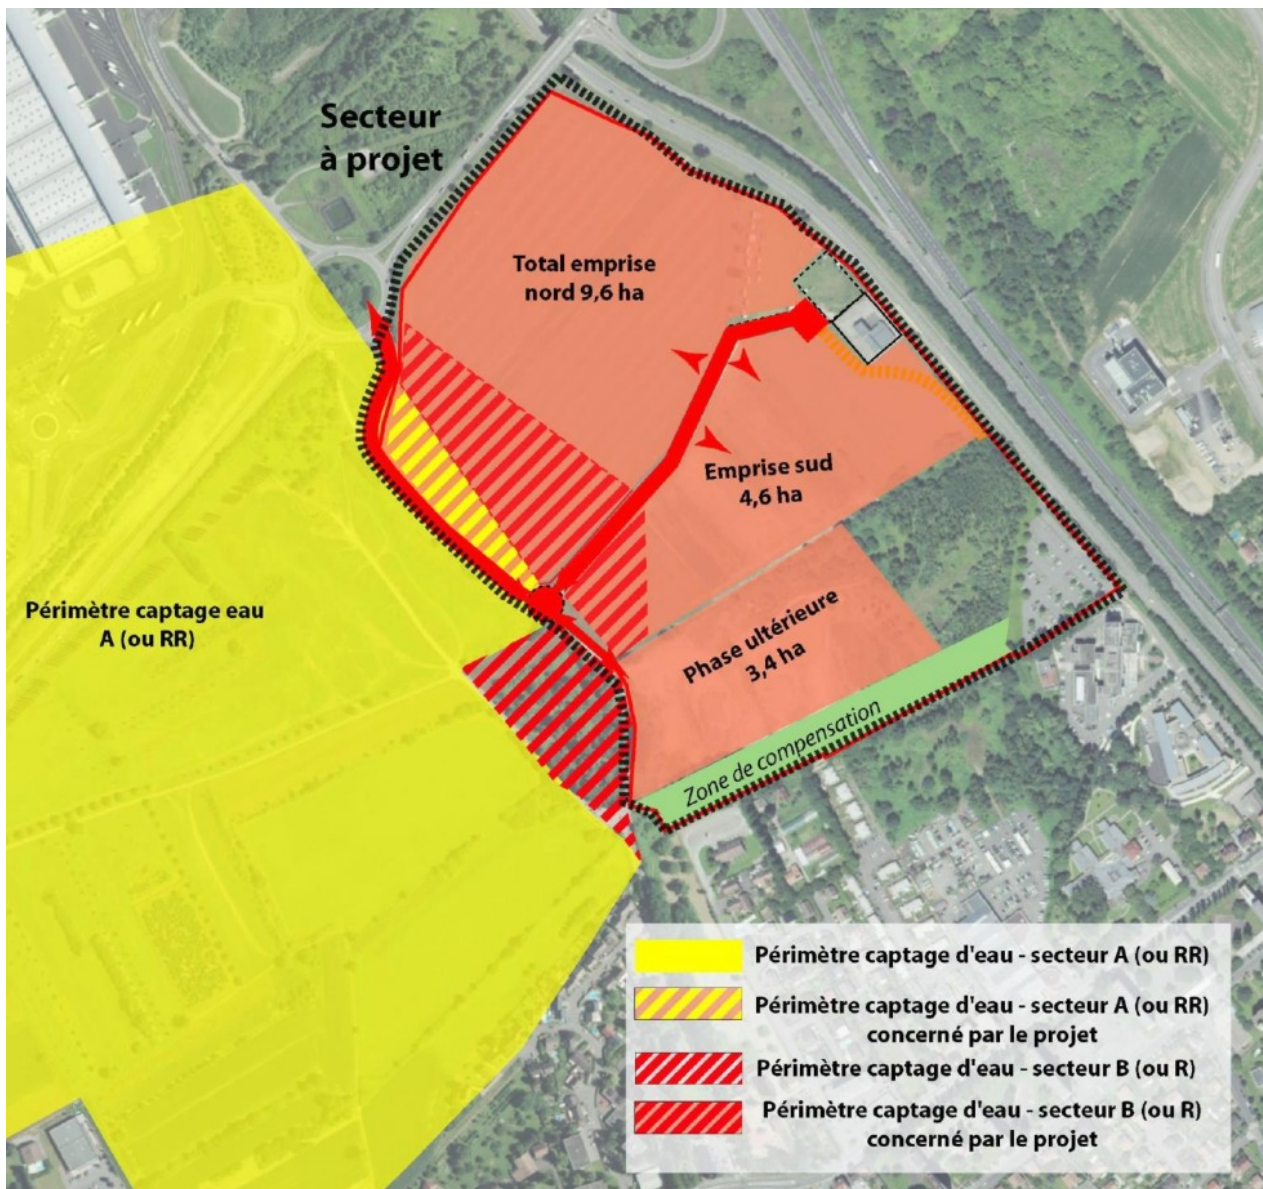 Secteur
à projet
Total emprise
nord 9,6 ha
Emprise sud
4,6 ha
Périmètre captage eau
A (ou RR)
Phase ultérieure
3,4 ha
Zone de compensation
Périmètre captage d'eau - secteur A (ou RR)
Périmètre captage d'eau - secteur A (ou RR)
concerné par le projet
Périmètre captage d'eau - secteur B (ou R)
Périmètre captage d'eau - secteur B (ou R)
concerné par le projet